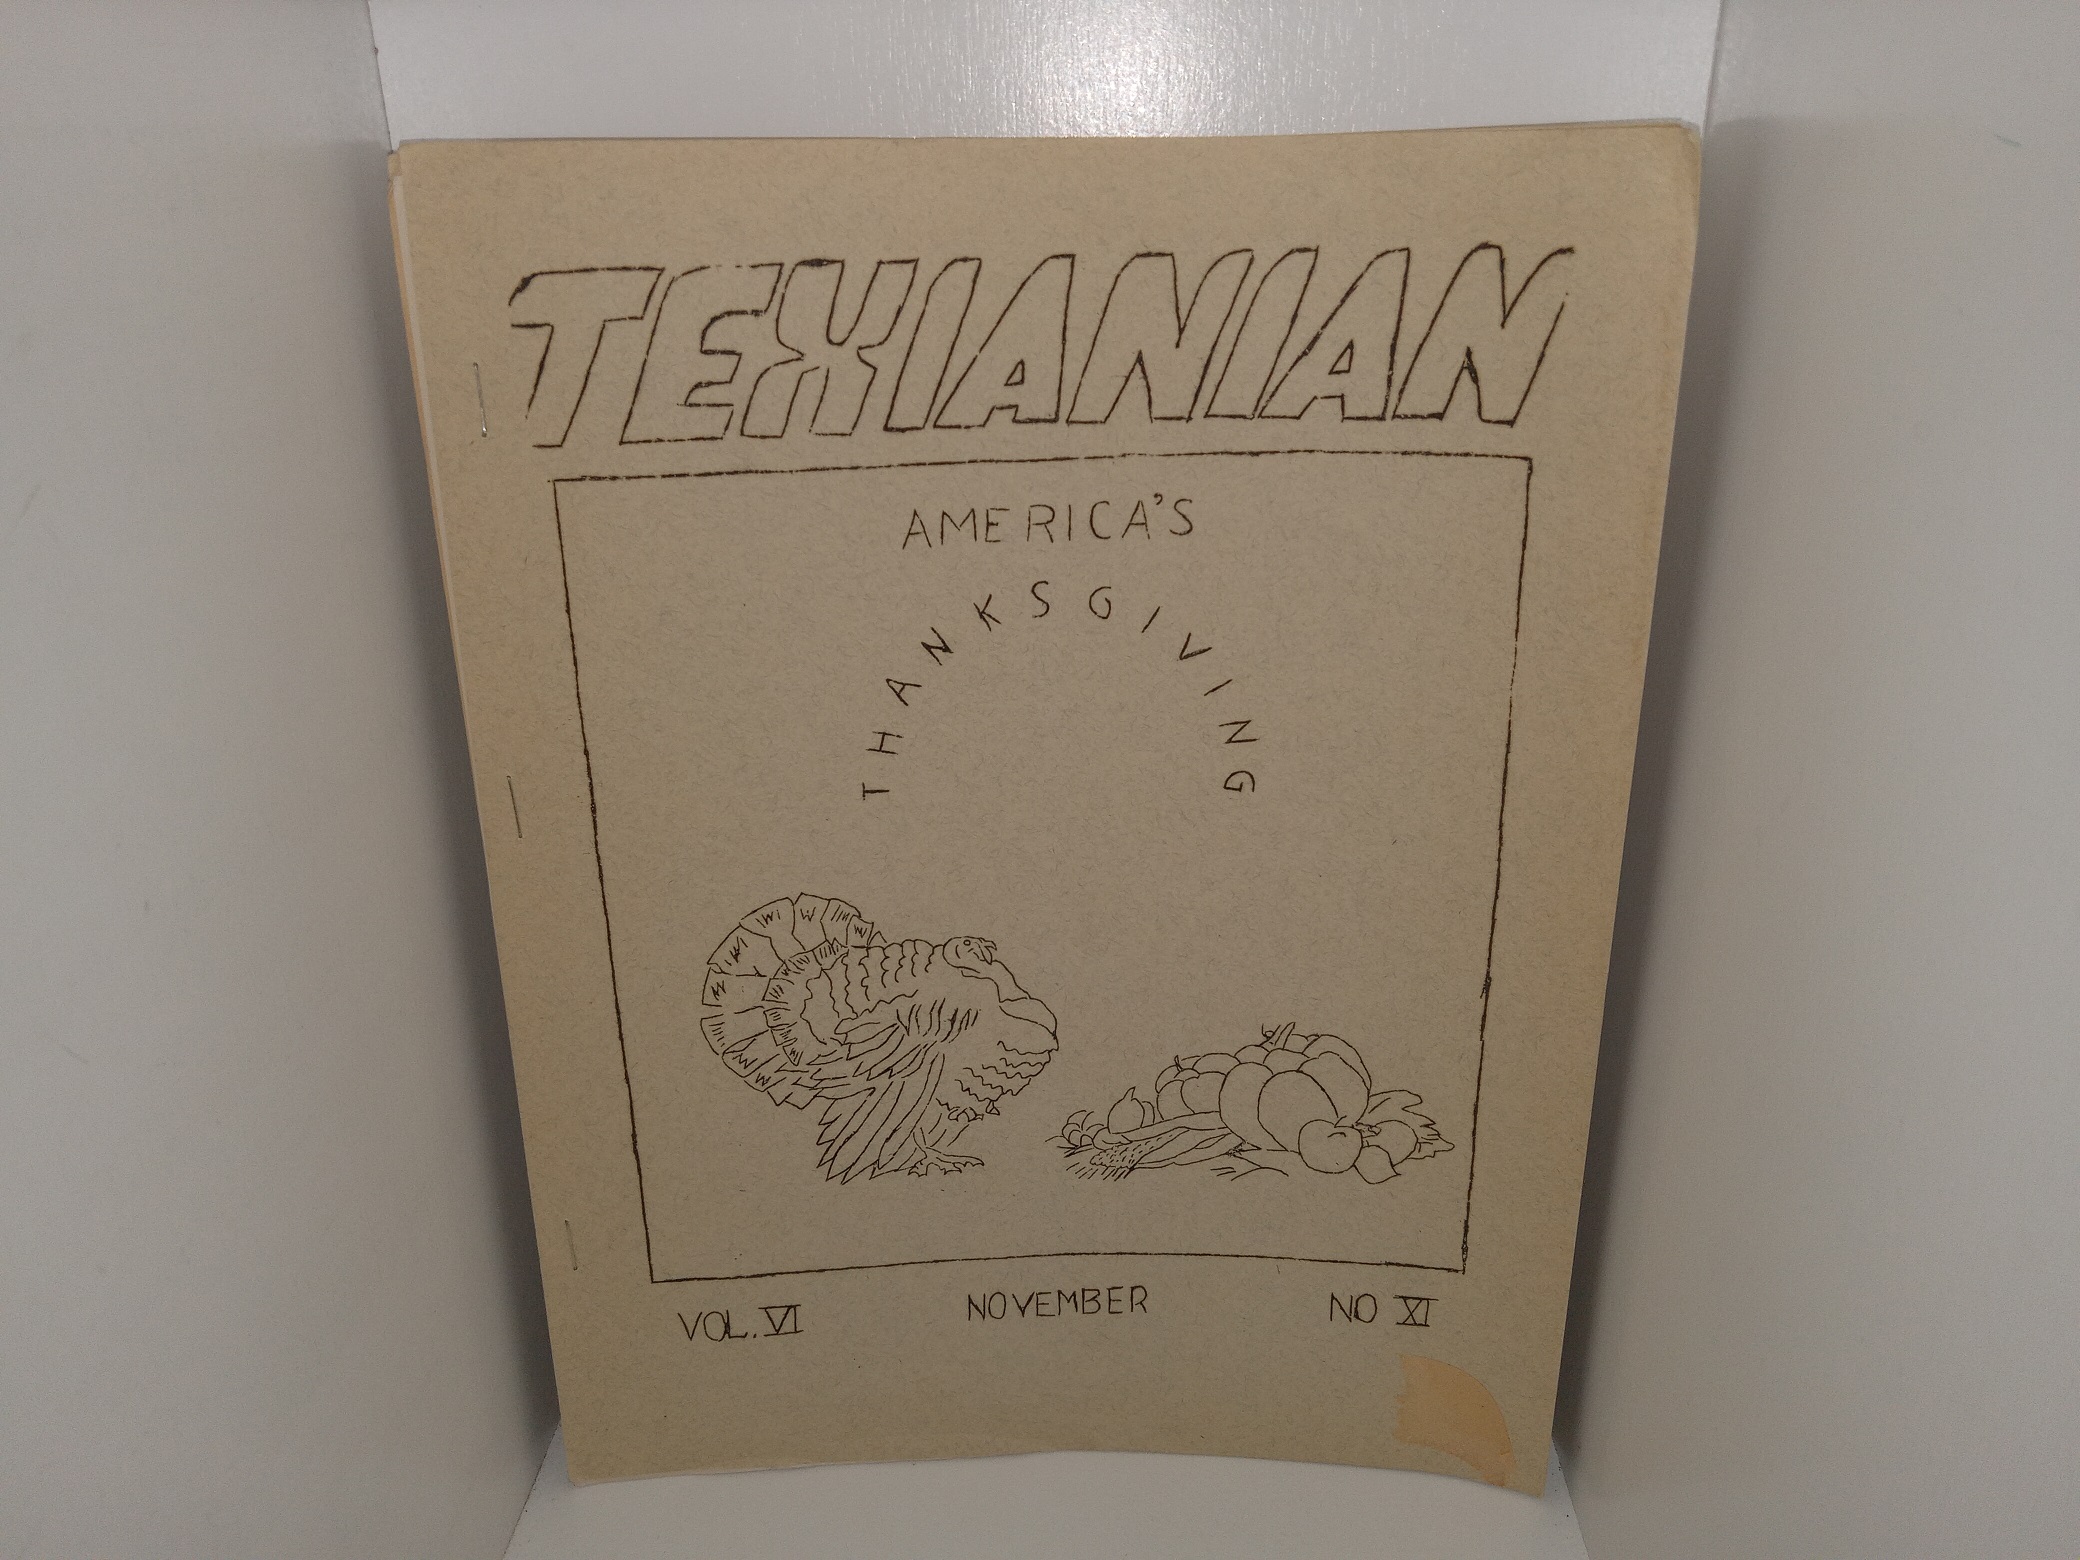 TEXIANIAN
AMERICA'S
THANKSGIVING
VOL. VI NOVEMBER NO XI